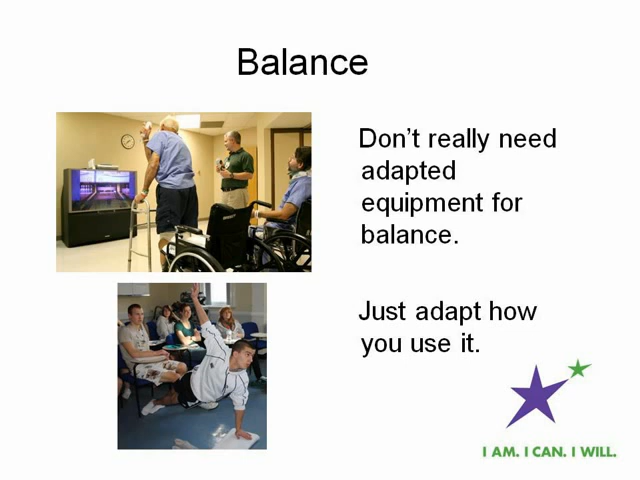 Balance
Don't really need
adapted
equipment for
balance.
Just adapt how
you use it.
I AM. I CAN. I WILL.